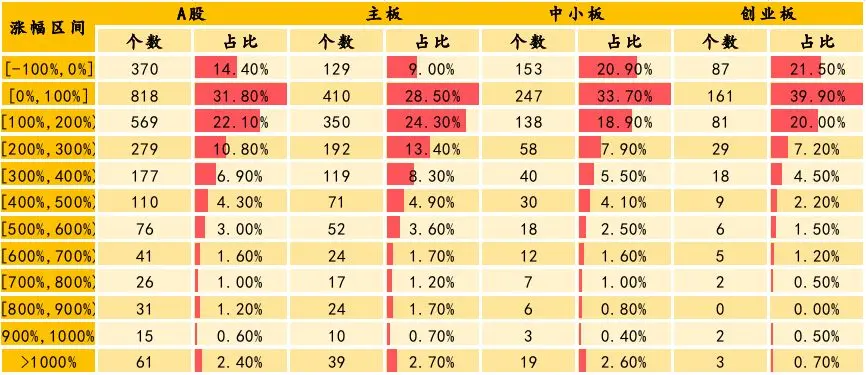 涨幅区间 A股 主板 中小板 创业板
个数 占比 个数 占比 个数 占比 个数 占比
[-100%,0%] 370 14.40% 129 9.00% 153 20.90% 87 21.50%
[0%,100%] 818 31.80% 410 28.50% 247 33.70% 161 39.90%
[100%,200%) 569 22.10% 350 24.30% 138 18.90% 81 20.00%
[200%,300%) 279 10.80% 192 13.40% 58 7.90% 29 7.20%
[300%,400%) 177 6.90% 119 8.30% 40 5.50% 18 4.50%
[400%,500%) 110 4.30% 71 4.90% 30 4.10% 9 2.20%
[500%,600%) 76 3.00% 52 3.60% 18 2.50% 6 1.50%
[600%,700%) 41 1.60% 24 1.70% 12 1.60% 5 1.20%
[700%,800%) 26 1.00% 17 1.20% 7 1.00% 2 0.50%
[800%,900%) 31 1.20% 24 1.70% 6 0.80% 0 0.00%
900%,1000% 15 0.60% 10 0.70% 3 0.40% 2 0.50%
>1000% 61 2.40% 39 2.70% 19 2.60% 3 0.70%